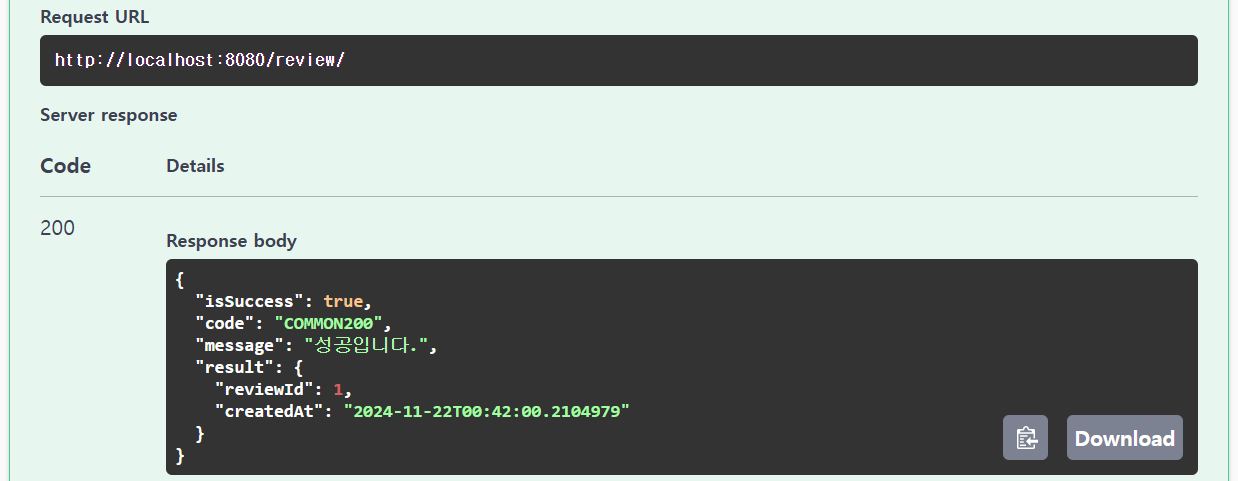 Request URL
http://localhost:8080/review/
Server response
Code Details
200
Response body
{
  "isSuccess": true,
  "code": "COMMON200",
  "message": "성공입니다.",
  "result": {
    "reviewId": 1,
    "createdAt": "2024-11-22T00:42:00.2104979"
  }
}
Download